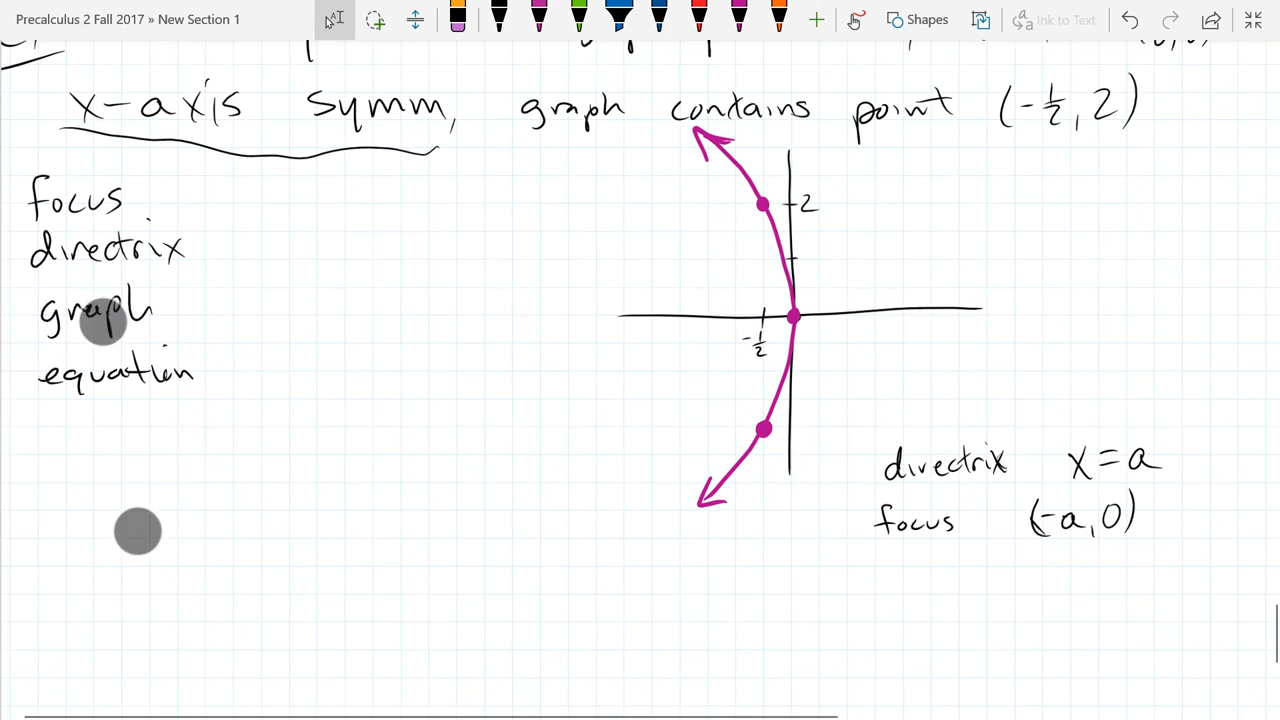 Precalculus 2 Fall 2017 » New Section 1
Shapes
Ink to Text
x-axis symm, graph contains point (-1/2, 2)
focus
directrix
graph
equation
2
-1/2
directrix x=a
focus (-a,0)